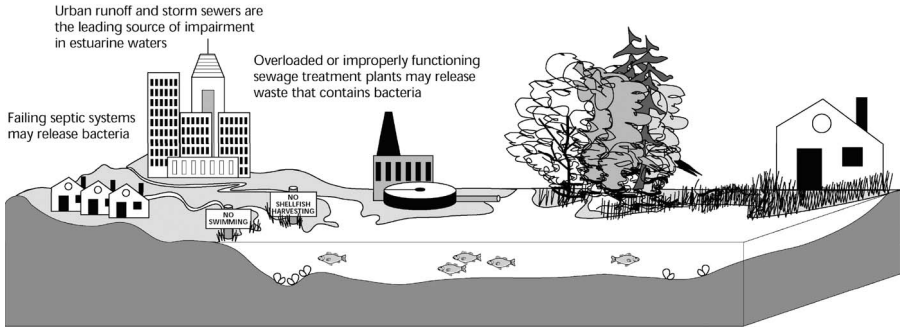 Urban runoff and storm sewers are
the leading source of impairment
in estuarine waters
Overloaded or improperly functioning
sewage treatment plants may release
waste that contains bacteria
Failing septic systems
may release bacteria
NO
SHELLFISH
HARVESTING
NO
SWIMMING